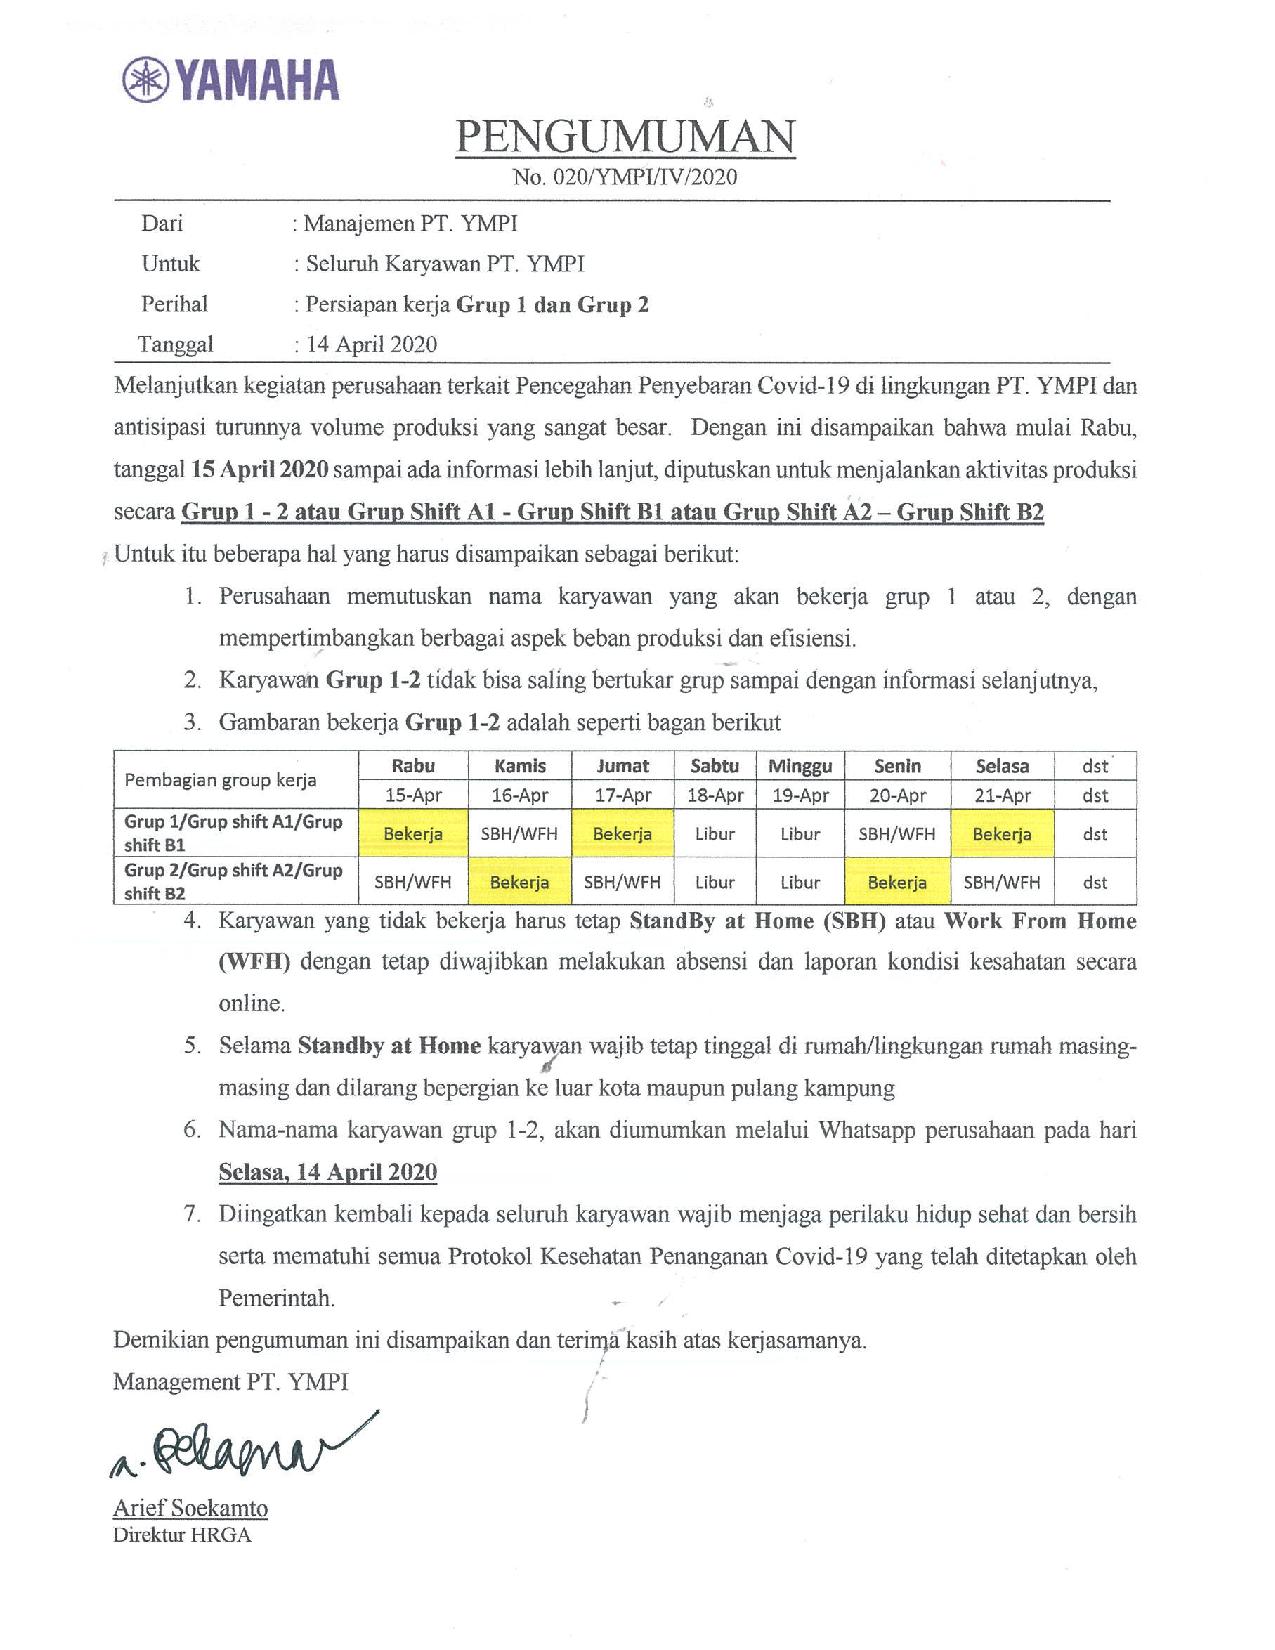 YAMAHA
PENGUMUMAN
No. 020/YMPI/IV/2020
Dari : Manajemen PT. YMPI
Untuk : Seluruh Karyawan PT. YMPI
Perihal : Persiapan kerja Grup 1 dan Grup 2
Tanggal : 14 April 2020
Melanjutkan kegiatan perusahaan terkait Pencegahan Penyebaran Covid-19 di lingkungan PT. YMPI dan
antisipasi turunnya volume produksi yang sangat besar. Dengan ini disampaikan bahwa mulai Rabu,
tanggal 15 April 2020 sampai ada informasi lebih lanjut, diputuskan untuk menjalankan aktivitas produksi
secara Grup 1 - 2 atau Grup Shift A1 - Grup Shift B1 atau Grup Shift A2 – Grup Shift B2
Untuk itu beberapa hal yang harus disampaikan sebagai berikut:
1. Perusahaan memutuskan nama karyawan yang akan bekerja grup 1 atau 2, dengan
mempertimbangkan berbagai aspek beban produksi dan efisiensi.
2. Karyawan Grup 1-2 tidak bisa saling bertukar grup sampai dengan informasi selanjutnya,
3. Gambaran bekerja Grup 1-2 adalah seperti bagan berikut
Pembagian group kerja Rabu Kamis Jumat Sabtu Minggu Senin Selasa dst
15-Apr 16-Apr 17-Apr 18-Apr 19-Apr 20-Apr 21-Apr dst
Grup 1/Grup shift A1/Grup
shift B1 Bekerja SBH/WFH Bekerja Libur Libur SBH/WFH Bekerja dst
Grup 2/Grup shift A2/Grup
shift B2 SBH/WFH Bekerja SBH/WFH Libur Libur Bekerja SBH/WFH dst
4. Karyawan yang tidak bekerja harus tetap StandBy at Home (SBH) atau Work From Home
(WFH) dengan tetap diwajibkan melakukan absensi dan laporan kondisi kesahatan secara
online.
5. Selama Standby at Home karyawan wajib tetap tinggal di rumah/lingkungan rumah masing-
masing dan dilarang bepergian ke luar kota maupun pulang kampung
6. Nama-nama karyawan grup 1-2, akan diumumkan melalui Whatsapp perusahaan pada hari
Selasa, 14 April 2020
7. Diingatkan kembali kepada seluruh karyawan wajib menjaga perilaku hidup sehat dan bersih
serta mematuhi semua Protokol Kesehatan Penanganan Covid-19 yang telah ditetapkan oleh
Pemerintah.
Demikian pengumuman ini disampaikan dan terima kasih atas kerjasamanya.
Management PT. YMPI
Arief Soekamto
Direktur HRGA